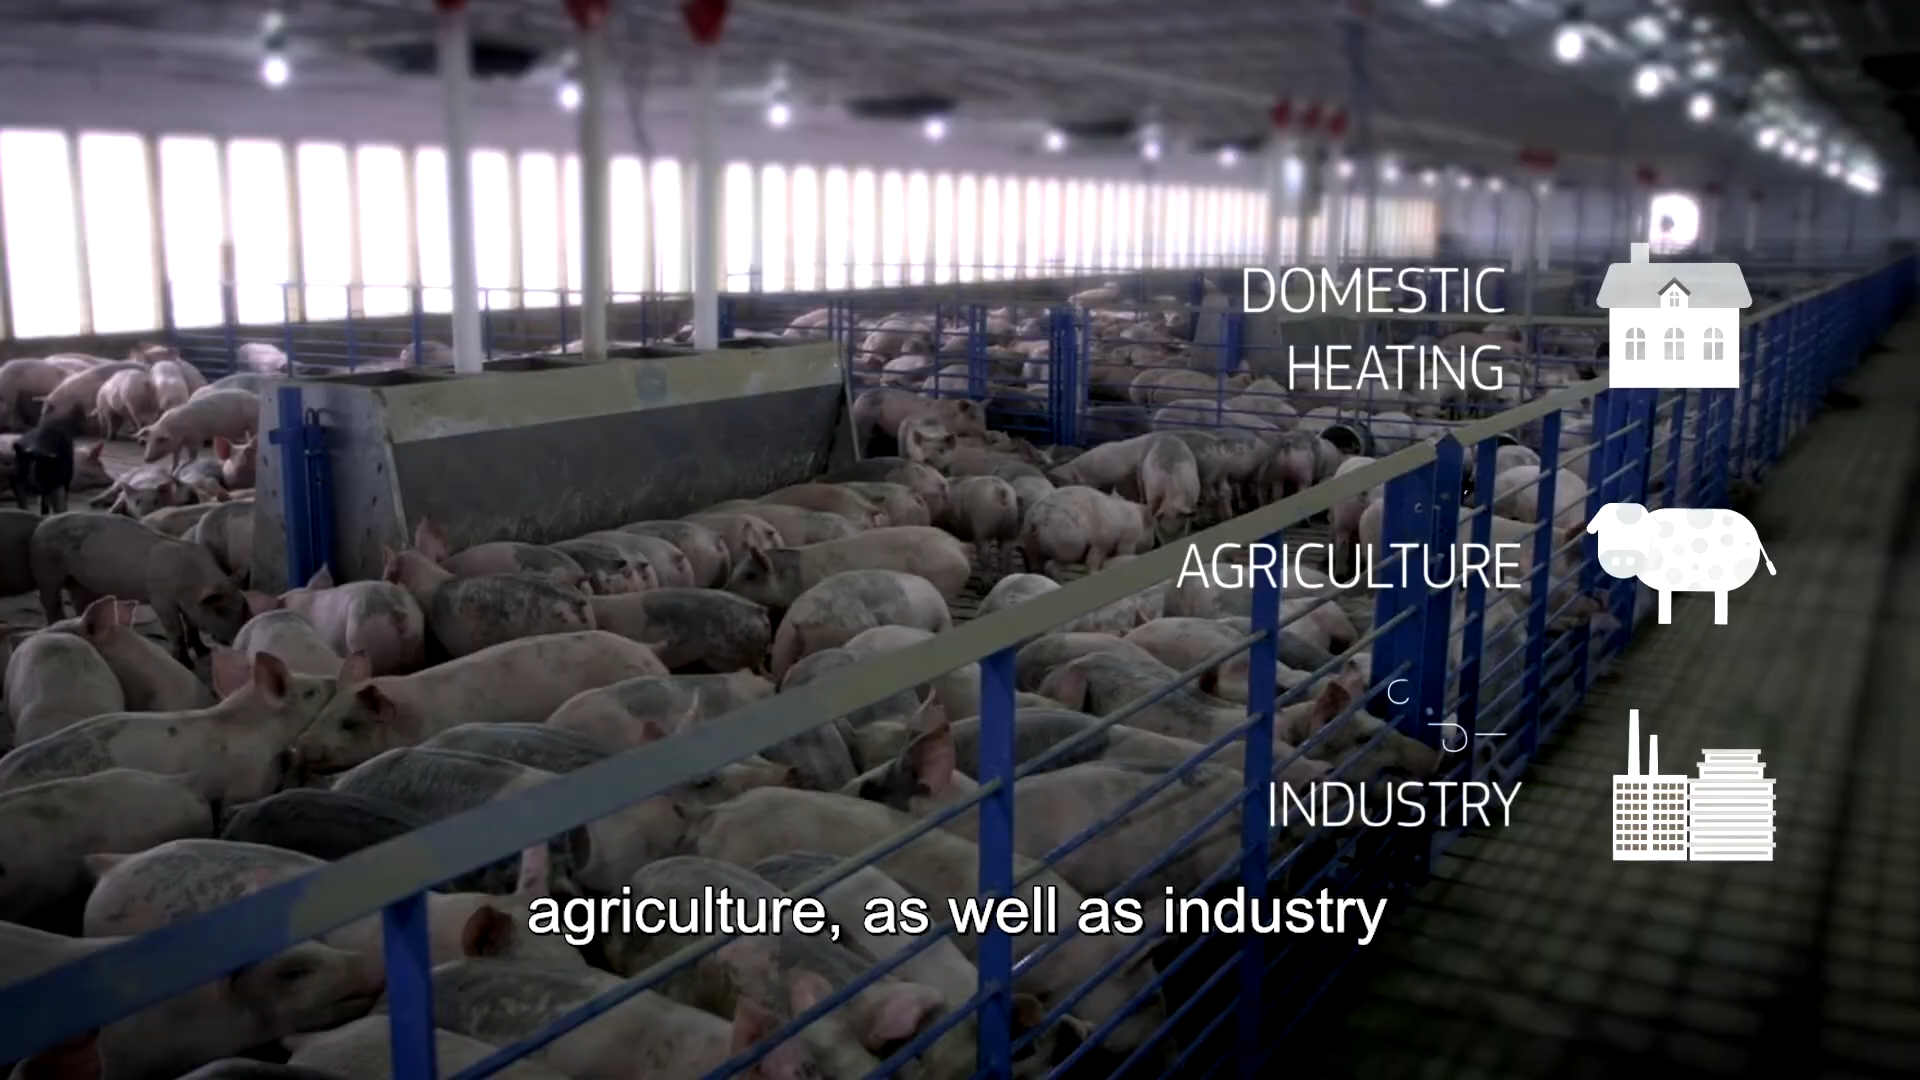 DOMESTIC
HEATING
AGRICULTURE
INDUSTRY
agriculture, as well as industry